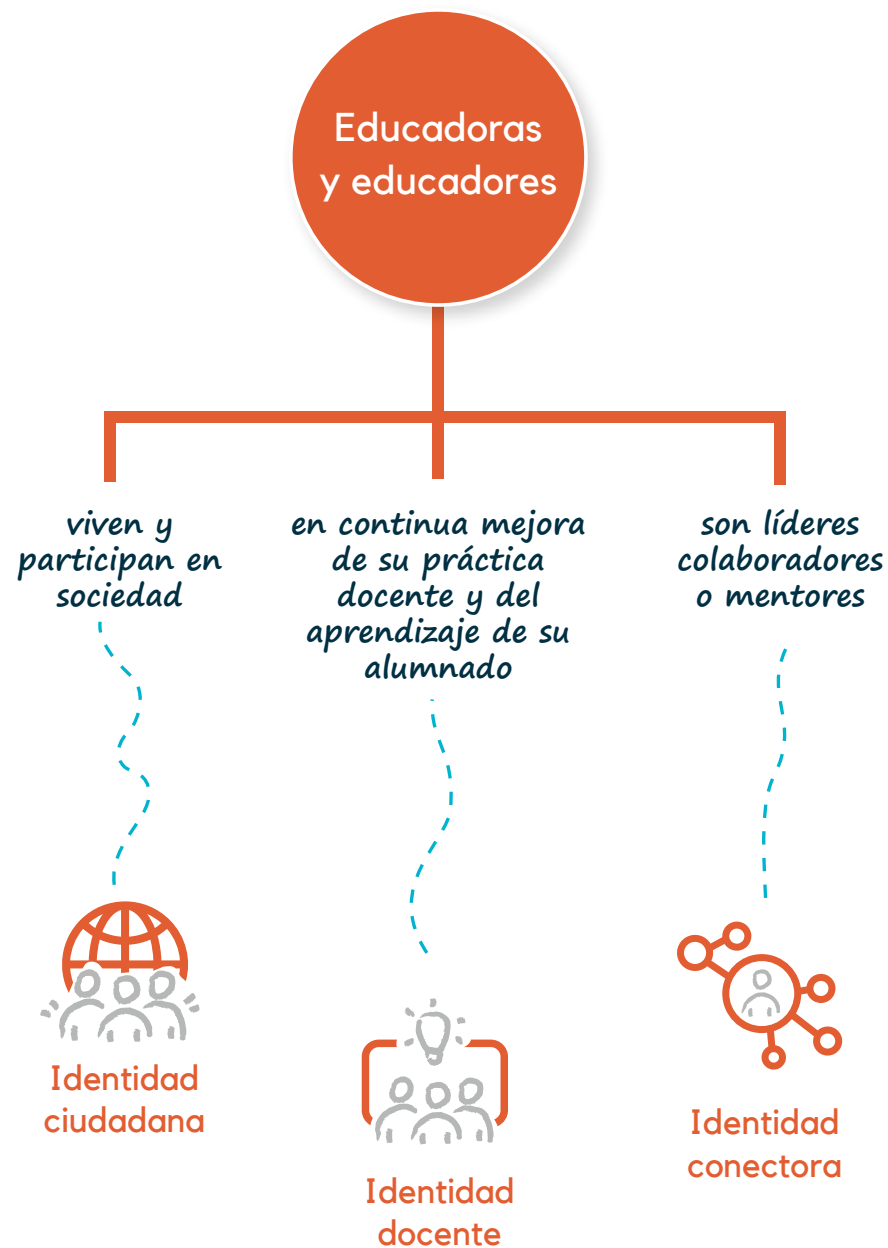 Educadoras
y educadores
viven y
participan en
sociedad
en continua mejora
de su práctica
docente y del
aprendizaje de su
alumnado
son líderes
colaboradores
o mentores
Identidad
ciudadana
Identidad
docente
Identidad
conectora